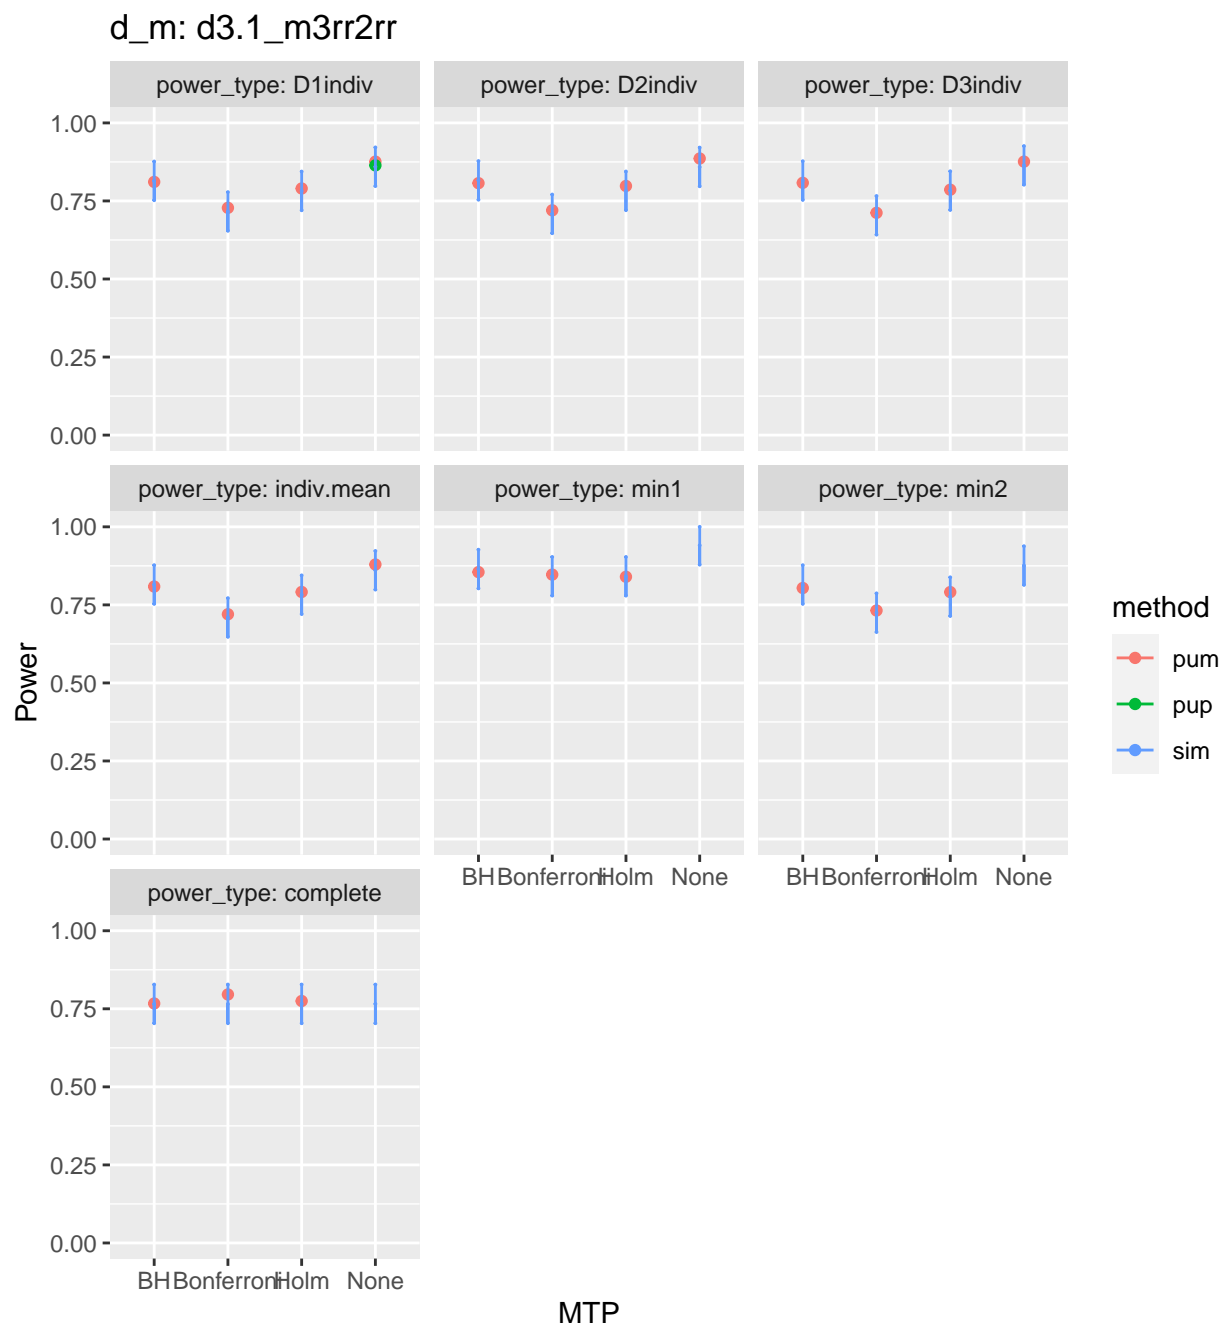 d_m: d3.1_m3rr2rr
power_type: D1indiv
power_type: D2indiv
power_type: D3indiv
1.00
0.75
0.50
0.25
0.00
power_type: indiv.mean
power_type: min1
power_type: min2
1.00
0.75
0.50
0.25
0.00
BH Bonferroni Holm None
BH Bonferroni Holm None
power_type: complete
1.00
0.75
0.50
0.25
0.00
BH Bonferroni Holm None
MTP
Power
method
pum
pup
sim